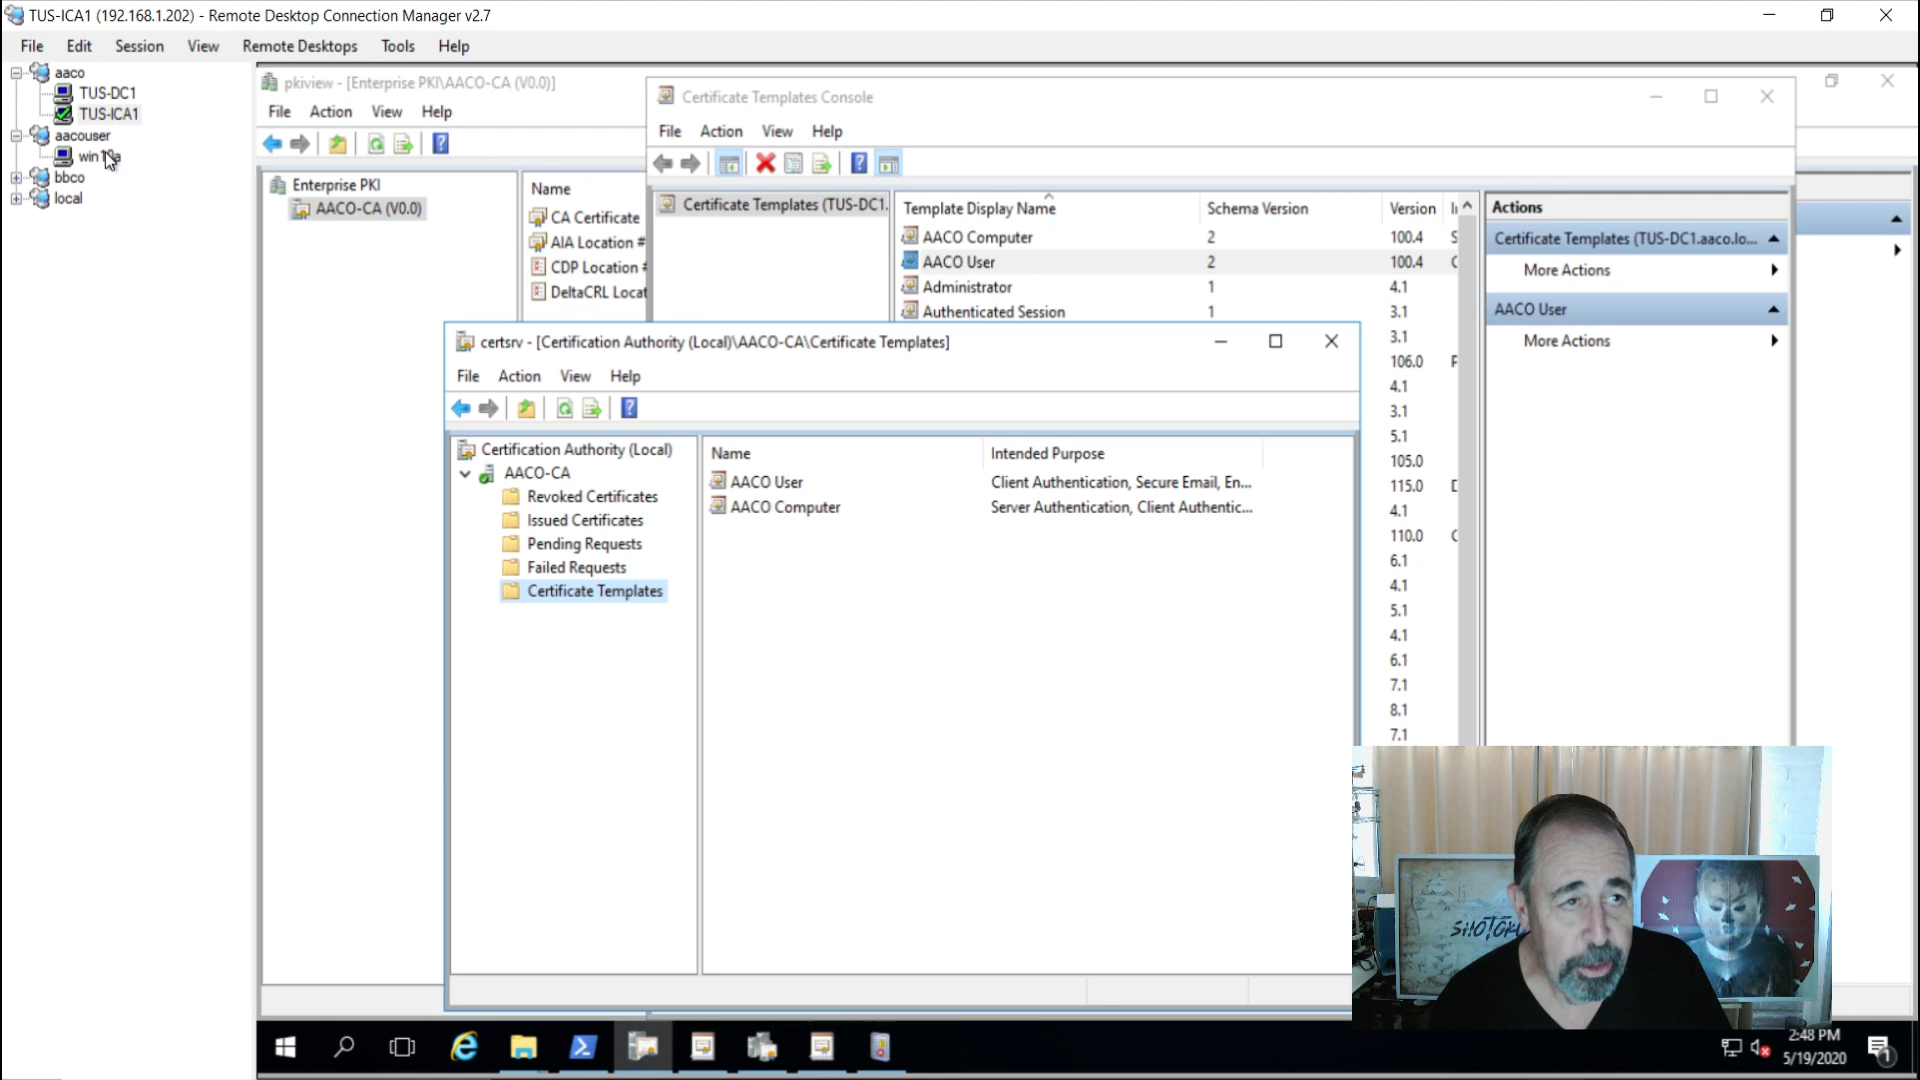 TUS-ICA1 (192.168.1.202) - Remote Desktop Connection Manager v2.7
File Edit Session View Remote Desktops Tools Help
aaco
TUS-DC1
TUS-ICA1
aacouser
bbco
local
pkiview - [Enterprise PKI\AACO-CA (V0.0)]
File Action View Help
Enterprise PKI
AACO-CA (V0.0)
Name
CA Certificate
AIA Location #
CDP Location #
DeltaCRL Locat
Certificate Templates Console
File Action View Help
Certificate Templates (TUS-DC1.
Template Display Name Schema Version Version
AACO Computer 2 100.4 S
AACO User 2 100.4 C
Administrator 1 4.1
Authenticated Session 1 3.1
3.1
106.0 P
4.1
3.1
5.1
105.0
115.0 D
4.1
110.0 C
6.1
4.1
5.1
4.1
6.1
7.1
8.1
7.1
Actions
Certificate Templates (TUS-DC1.aaco.lo...
More Actions
AACO User
More Actions
certsrv - [Certification Authority (Local)\AACO-CA\Certificate Templates]
File Action View Help
Certification Authority (Local)
AACO-CA
Revoked Certificates
Issued Certificates
Pending Requests
Failed Requests
Certificate Templates
Name Intended Purpose
AACO User Client Authentication, Secure Email, En...
AACO Computer Server Authentication, Client Authentic...
SHOTOK
2:48 PM
5/19/2020
1